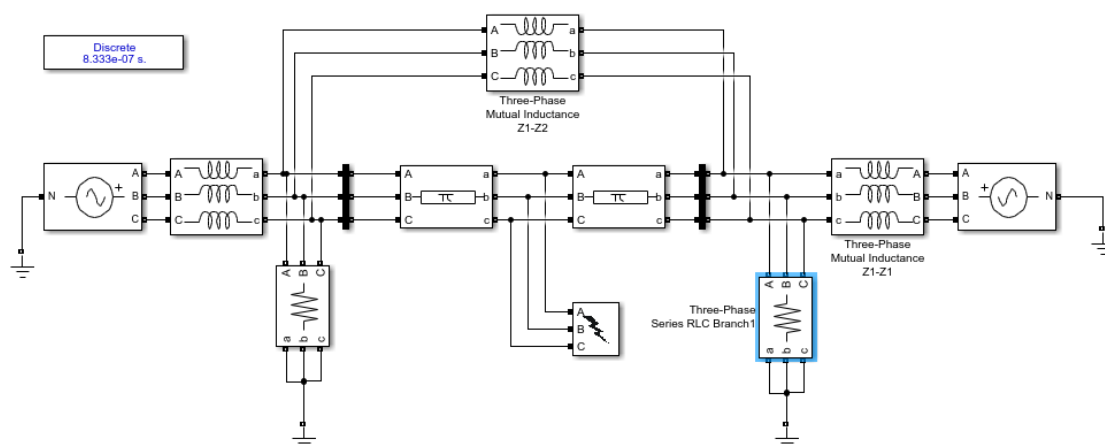 Discrete
8.333e-07 s.
A a
B b
C c
Three-Phase
Mutual Inductance
Z1-Z2
N + A
B
C
A a
B b
C c
A a
B b
C c
A a
B b
C c
a A
b B
c C
A + N
B
C
Three-Phase
Mutual Inductance
Z1-Z1
A B C
a b c
A
B
C
Three-Phase
Series RLC Branch1
A B C
a b c